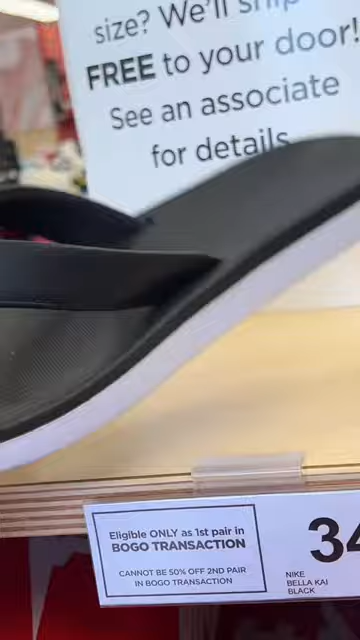 size? We'll ship
FREE to your door!
See an associate
for details
Eligible ONLY as 1st pair in
BOGO TRANSACTION
CANNOT BE 50% OFF 2ND PAIR
IN BOGO TRANSACTION
34
NIKE
BELLA KAI
BLACK